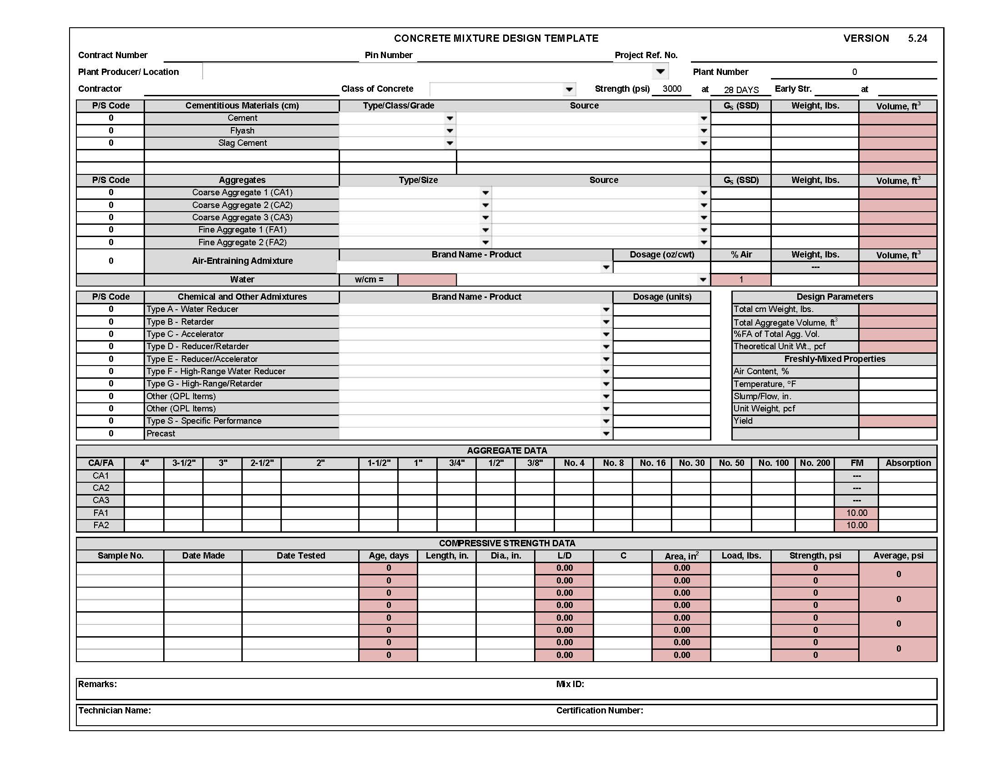 CONCRETE MIXTURE DESIGN TEMPLATE VERSION 5.24
Contract Number Pin Number Project Ref. No.
Plant Producer/ Location Plant Number 0
Contractor Class of Concrete Strength (psi) 3000 at 28 DAYS Early Str. at
P/S Code Cementitious Materials (cm) Type/Class/Grade Source Gs (SSD) Weight, lbs. Volume, ft³
0 Cement
0 Flyash
0 Slag Cement
P/S Code Aggregates Type/Size Source Gs (SSD) Weight, lbs. Volume, ft³
0 Coarse Aggregate 1 (CA1)
0 Coarse Aggregate 2 (CA2)
0 Coarse Aggregate 3 (CA3)
0 Fine Aggregate 1 (FA1)
0 Fine Aggregate 2 (FA2)
Brand Name - Product Dosage (oz/cwt) % Air Weight, lbs. Volume, ft³
0 Air-Entraining Admixture ---
Water w/cm = 1
P/S Code Chemical and Other Admixtures Brand Name - Product Dosage (units) Design Parameters
0 Type A - Water Reducer Total cm Weight, lbs.
0 Type B - Retarder Total Aggregate Volume, ft³
0 Type C - Accelerator %FA of Total Agg. Vol.
0 Type D - Reducer/Retarder Theoretical Unit Wt., pcf
0 Type E - Reducer/Accelerator Freshly-Mixed Properties
0 Type F - High-Range Water Reducer Air Content, %
0 Type G - High-Range/Retarder Temperature, °F
0 Other (QPL Items) Slump/Flow, in.
0 Other (QPL Items) Unit Weight, pcf
0 Type S - Specific Performance Yield
0 Precast
AGGREGATE DATA
CA/FA 4" 3-1/2" 3" 2-1/2" 2" 1-1/2" 1" 3/4" 1/2" 3/8" No. 4 No. 8 No. 16 No. 30 No. 50 No. 100 No. 200 FM Absorption
CA1 ---
CA2 ---
CA3 ---
FA1 10.00
FA2 10.00
COMPRESSIVE STRENGTH DATA
Sample No. Date Made Date Tested Age, days Length, in. Dia., in. L/D C Area, in² Load, lbs. Strength, psi Average, psi
0 0.00 0.00 0 0
0 0.00 0.00 0
0 0.00 0.00 0 0
0 0.00 0.00 0
0 0.00 0.00 0 0
0 0.00 0.00 0
0 0.00 0.00 0 0
0 0.00 0.00 0
Remarks: Mix ID:
Technician Name: Certification Number: